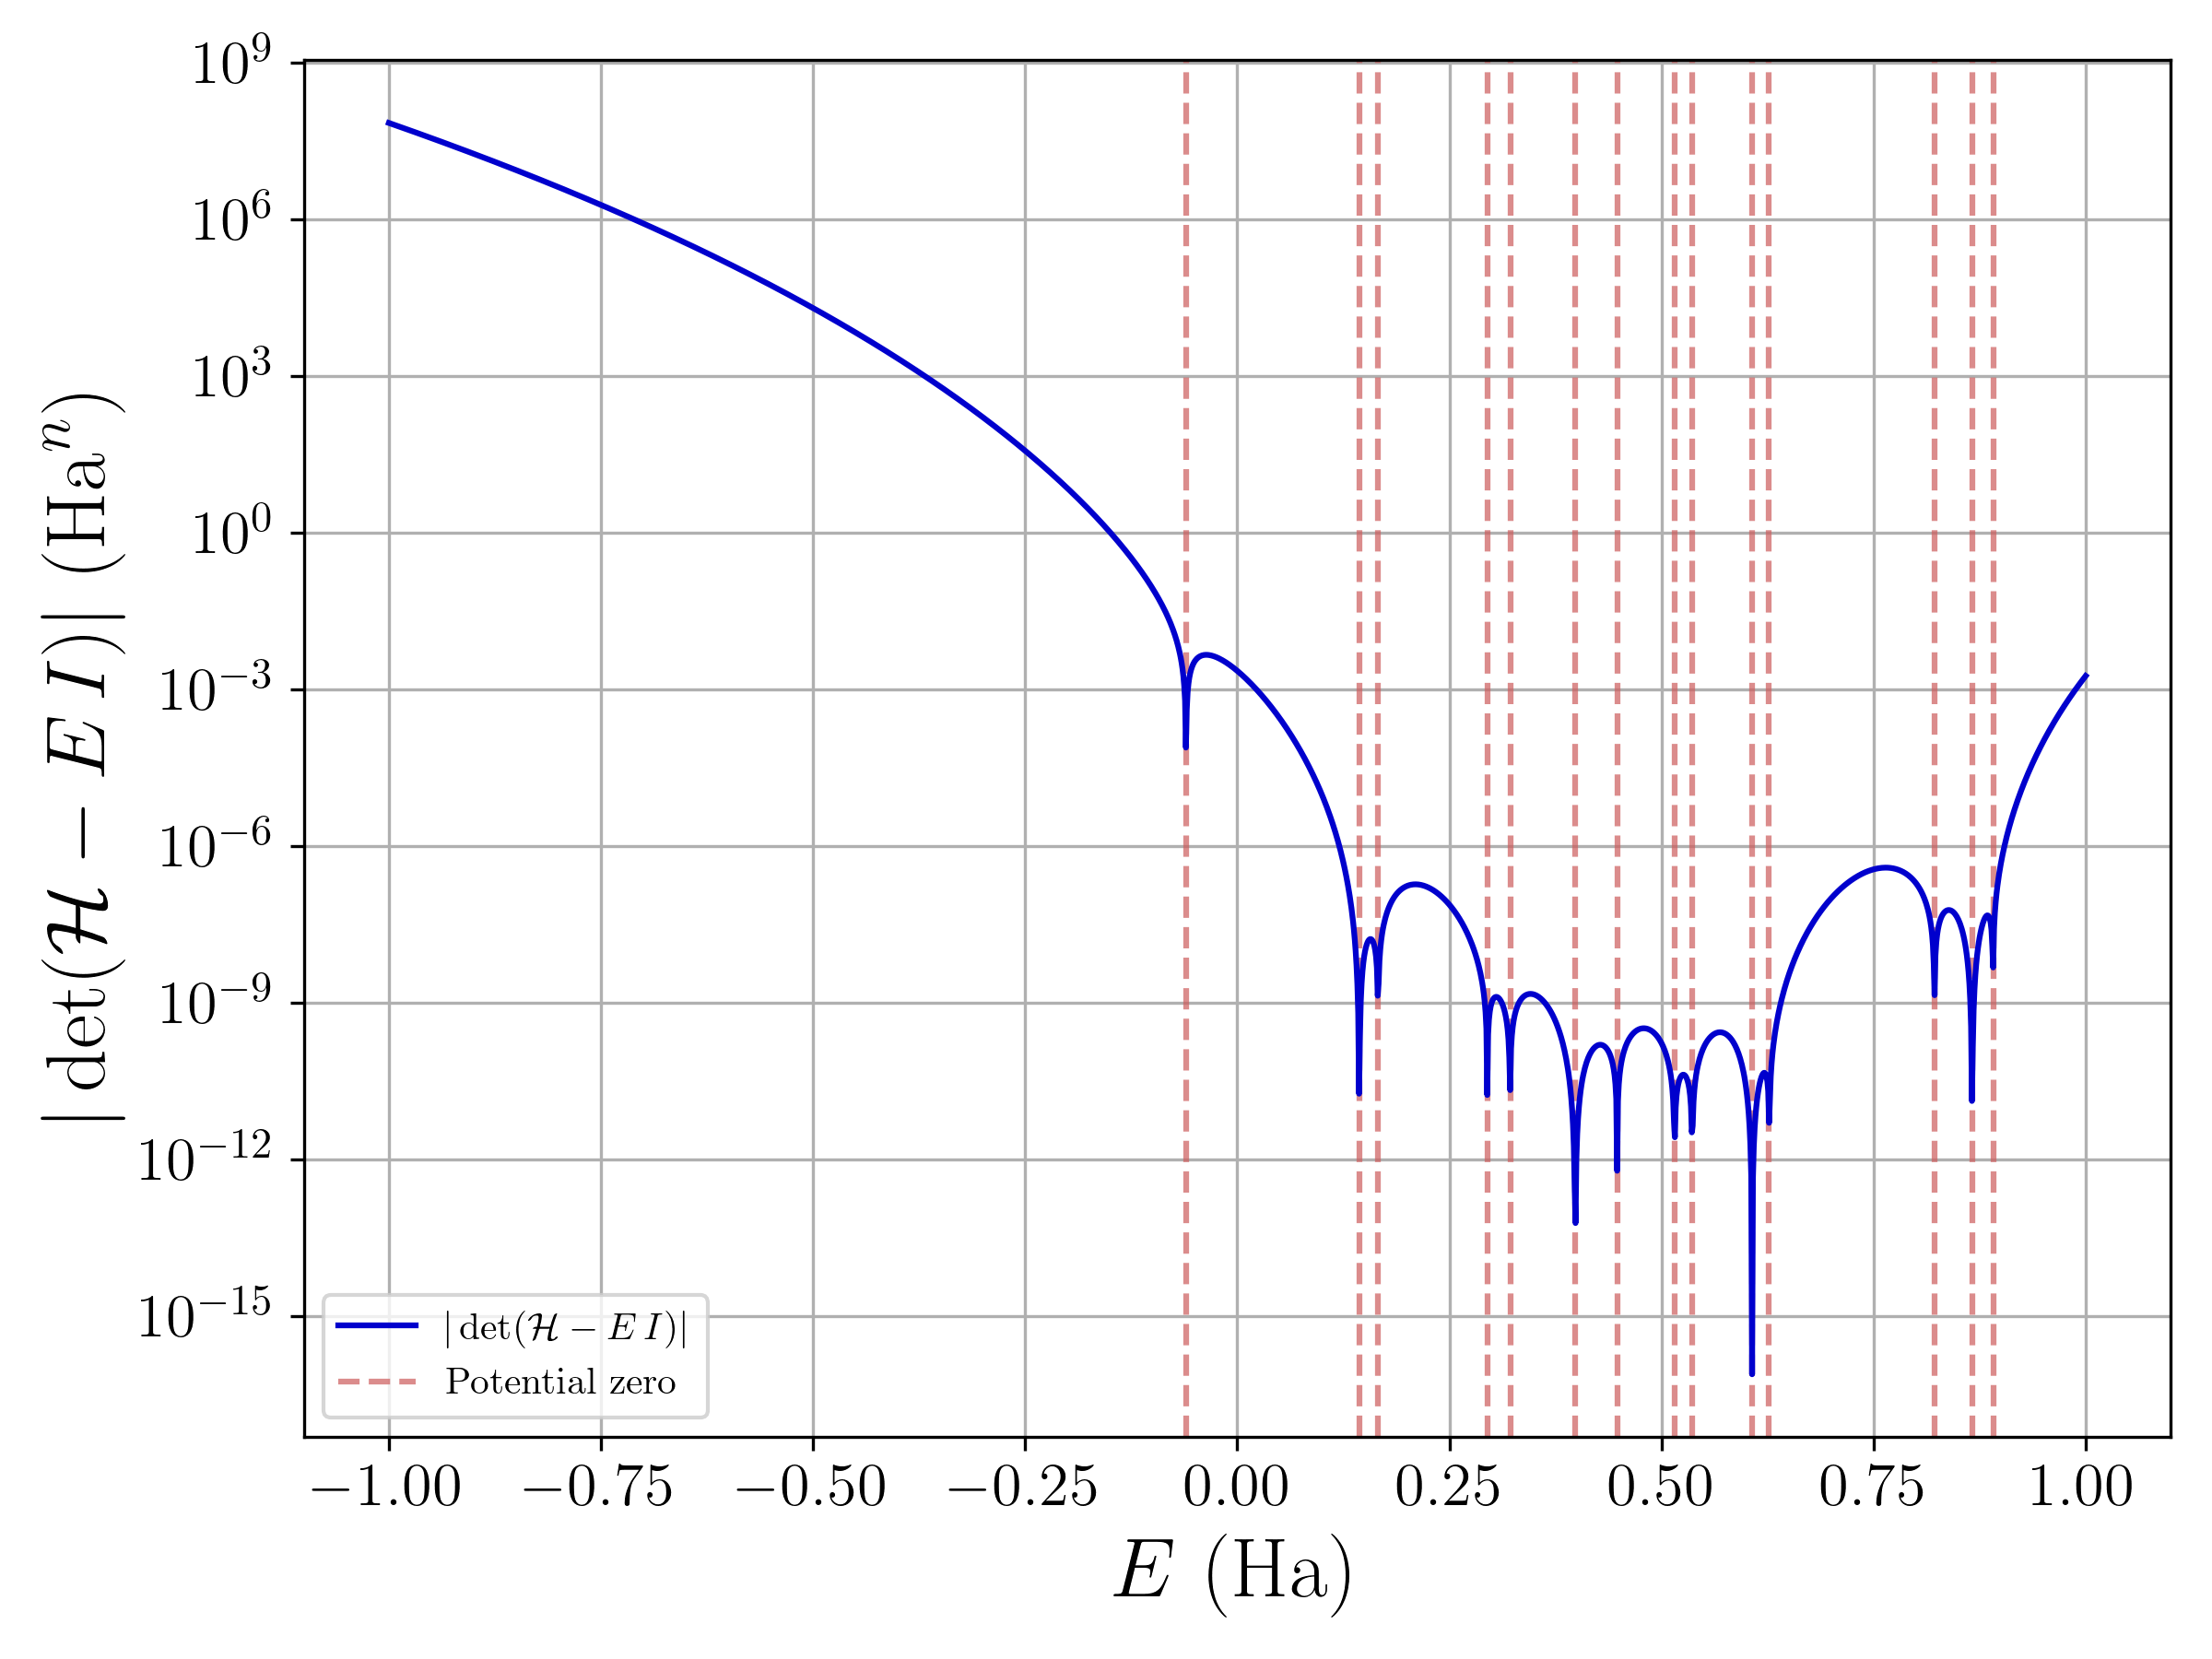 10^9
10^6
10^3
10^0
10^{-3}
10^{-6}
10^{-9}
10^{-12}
10^{-15}
|det(𝓗 − E I)| (Ha^n)
|det(𝓗 − E I)|
Potential zero
−1.00 −0.75 −0.50 −0.25 0.00 0.25 0.50 0.75 1.00
E (Ha)